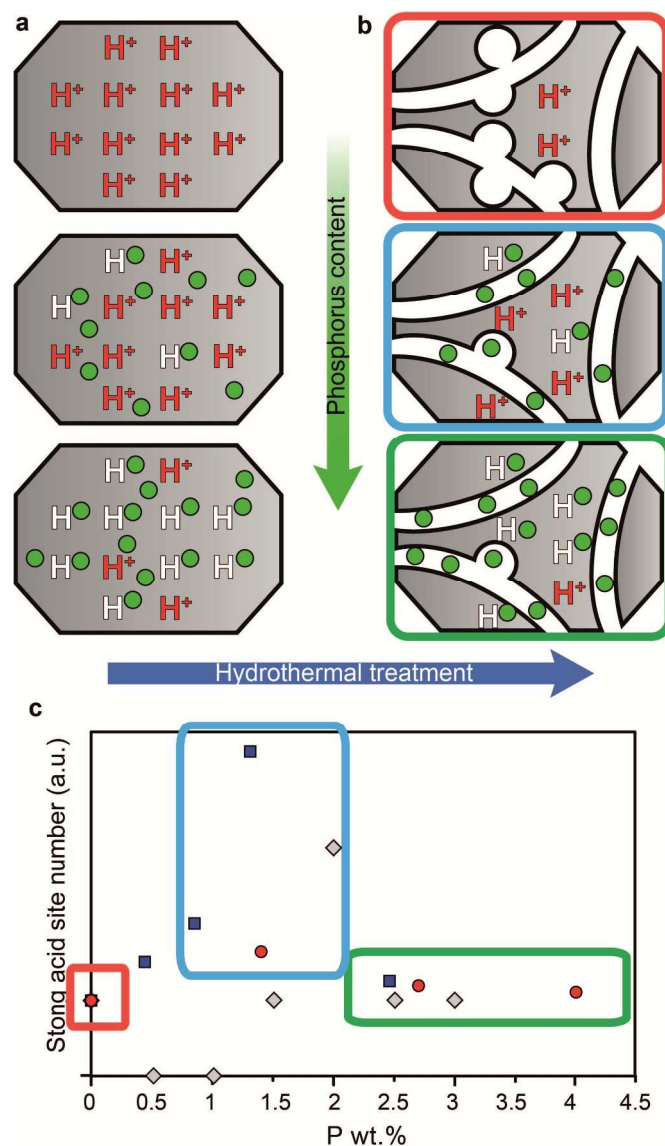 a
H⁺ H⁺
H⁺ H⁺ H⁺ H⁺
H⁺ H⁺ H⁺ H⁺
H⁺ H⁺
H H⁺
H H⁺ H⁺ H⁺
H⁺ H⁺ H H⁺
H⁺ H⁺
H H⁺
H H H H
H H⁺ H H
H H⁺
Phosphorus content
b
H⁺
H⁺
H
H⁺
H⁺
H
H⁺
H⁺
H
H
H
H
H⁺
H
Hydrothermal treatment
c
Stong acid site number (a.u.)
0 0.5 1 1.5 2 2.5 3 3.5 4 4.5
P wt.%